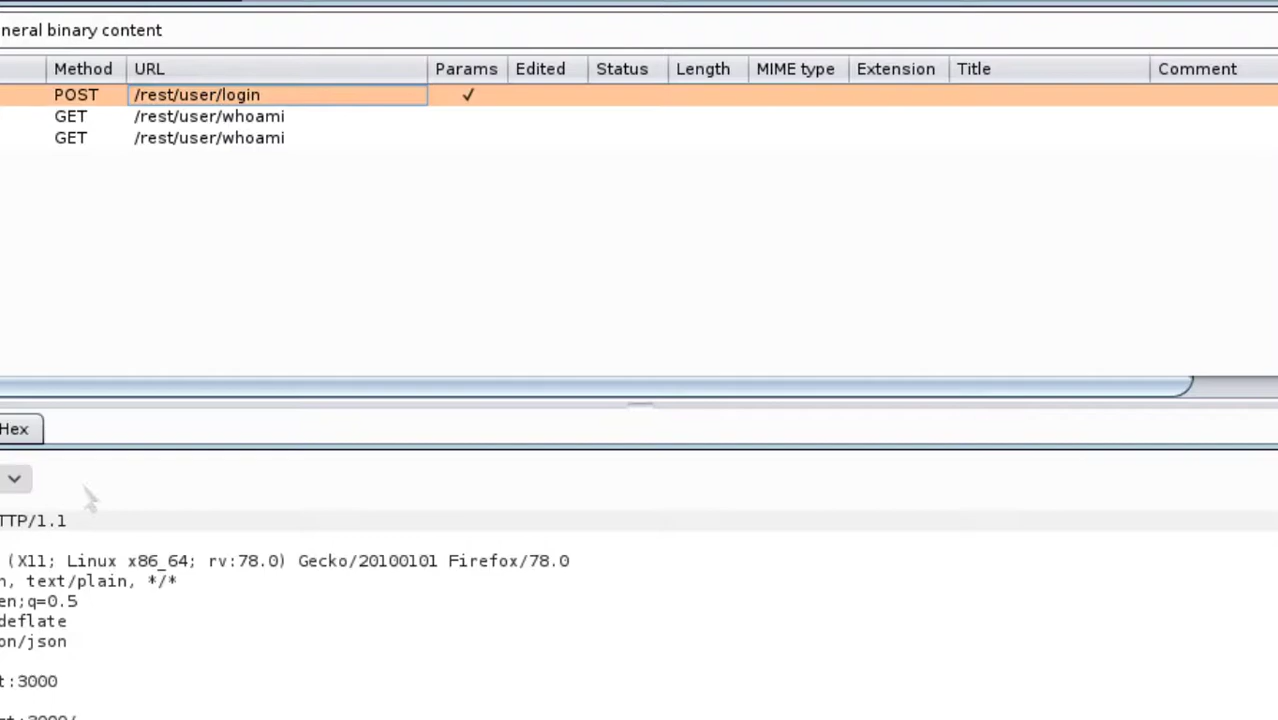 neral binary content
Method URL Params Edited Status Length MIME type Extension Title Comment
POST /rest/user/login ✓
GET /rest/user/whoami
GET /rest/user/whoami
Hex
TTP/1.1
(X11; Linux x86_64; rv:78.0) Gecko/20100101 Firefox/78.0
n, text/plain, */*
en;q=0.5
deflate
on/json
t:3000
st:3000/